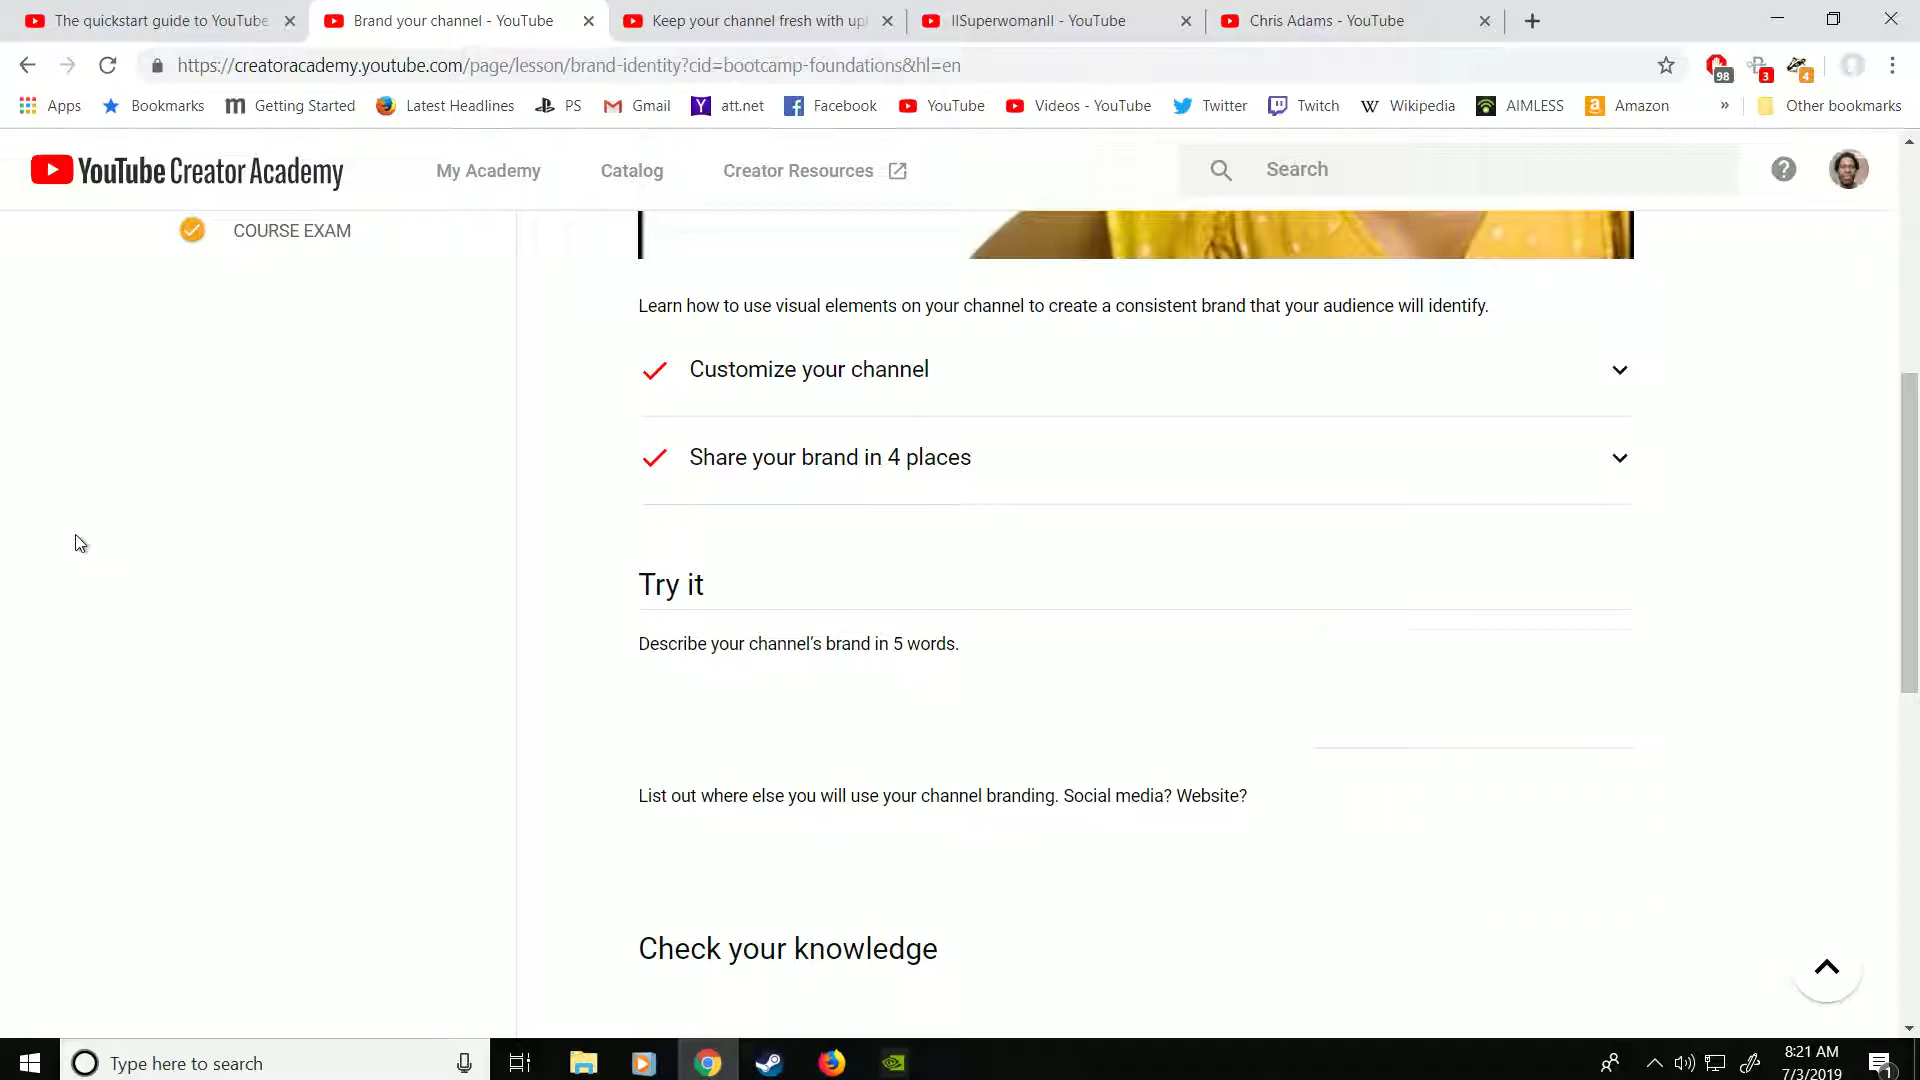 The quickstart guide to YouTube
Brand your channel - YouTube
Keep your channel fresh with upl
IISuperwomanII - YouTube
Chris Adams - YouTube
https://creatoracademy.youtube.com/page/lesson/brand-identity?cid=bootcamp-foundations&hl=en
98
3
4
Apps
Bookmarks
Getting Started
Latest Headlines
PS
Gmail
att.net
Facebook
YouTube
Videos - YouTube
Twitter
Twitch
Wikipedia
AIMLESS
Amazon
»
Other bookmarks
YouTube Creator Academy
My Academy
Catalog
Creator Resources
Search
COURSE EXAM
Learn how to use visual elements on your channel to create a consistent brand that your audience will identify.
Customize your channel
Share your brand in 4 places
Try it
Describe your channel’s brand in 5 words.
List out where else you will use your channel branding. Social media? Website?
Check your knowledge
Type here to search
8:21 AM
7/3/2019
1